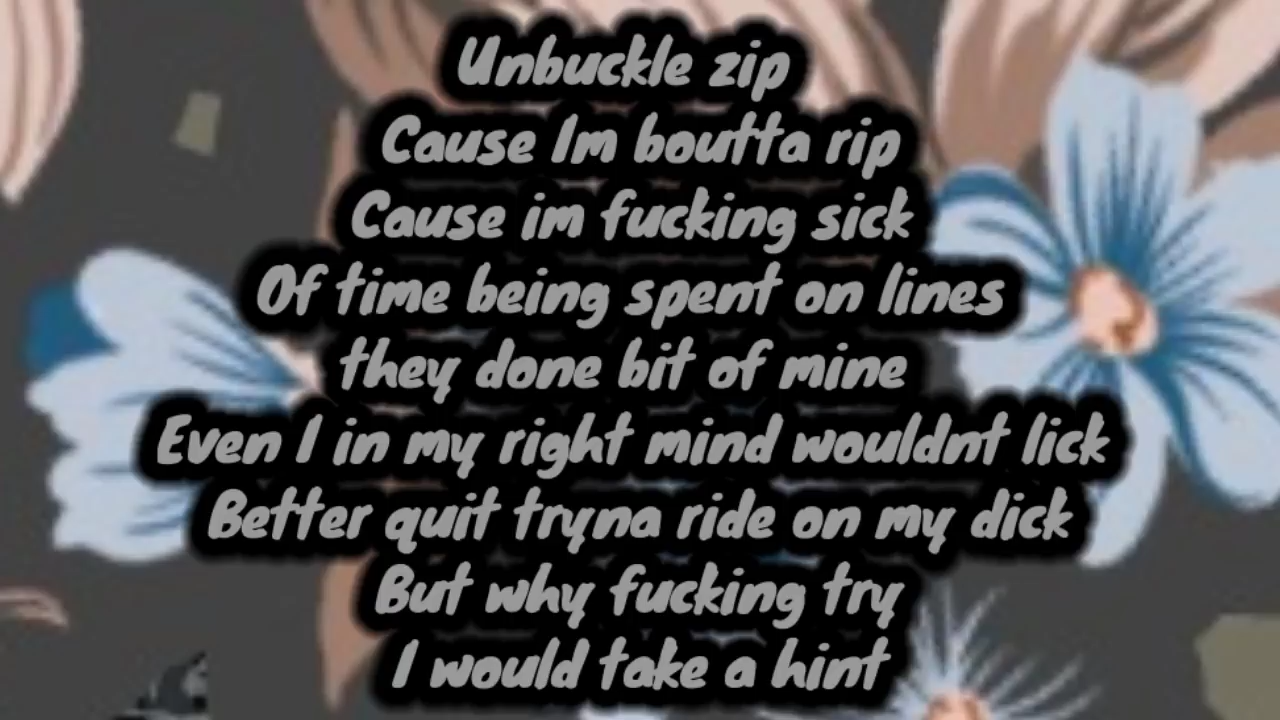 Unbuckle zip
Cause Im boutta rip
Cause im fucking sick
Of time being spent on lines
they done bit of mine
Even I in my right mind wouldnt lick
Better quit tryna ride on my dick
But why fucking try
I would take a hint